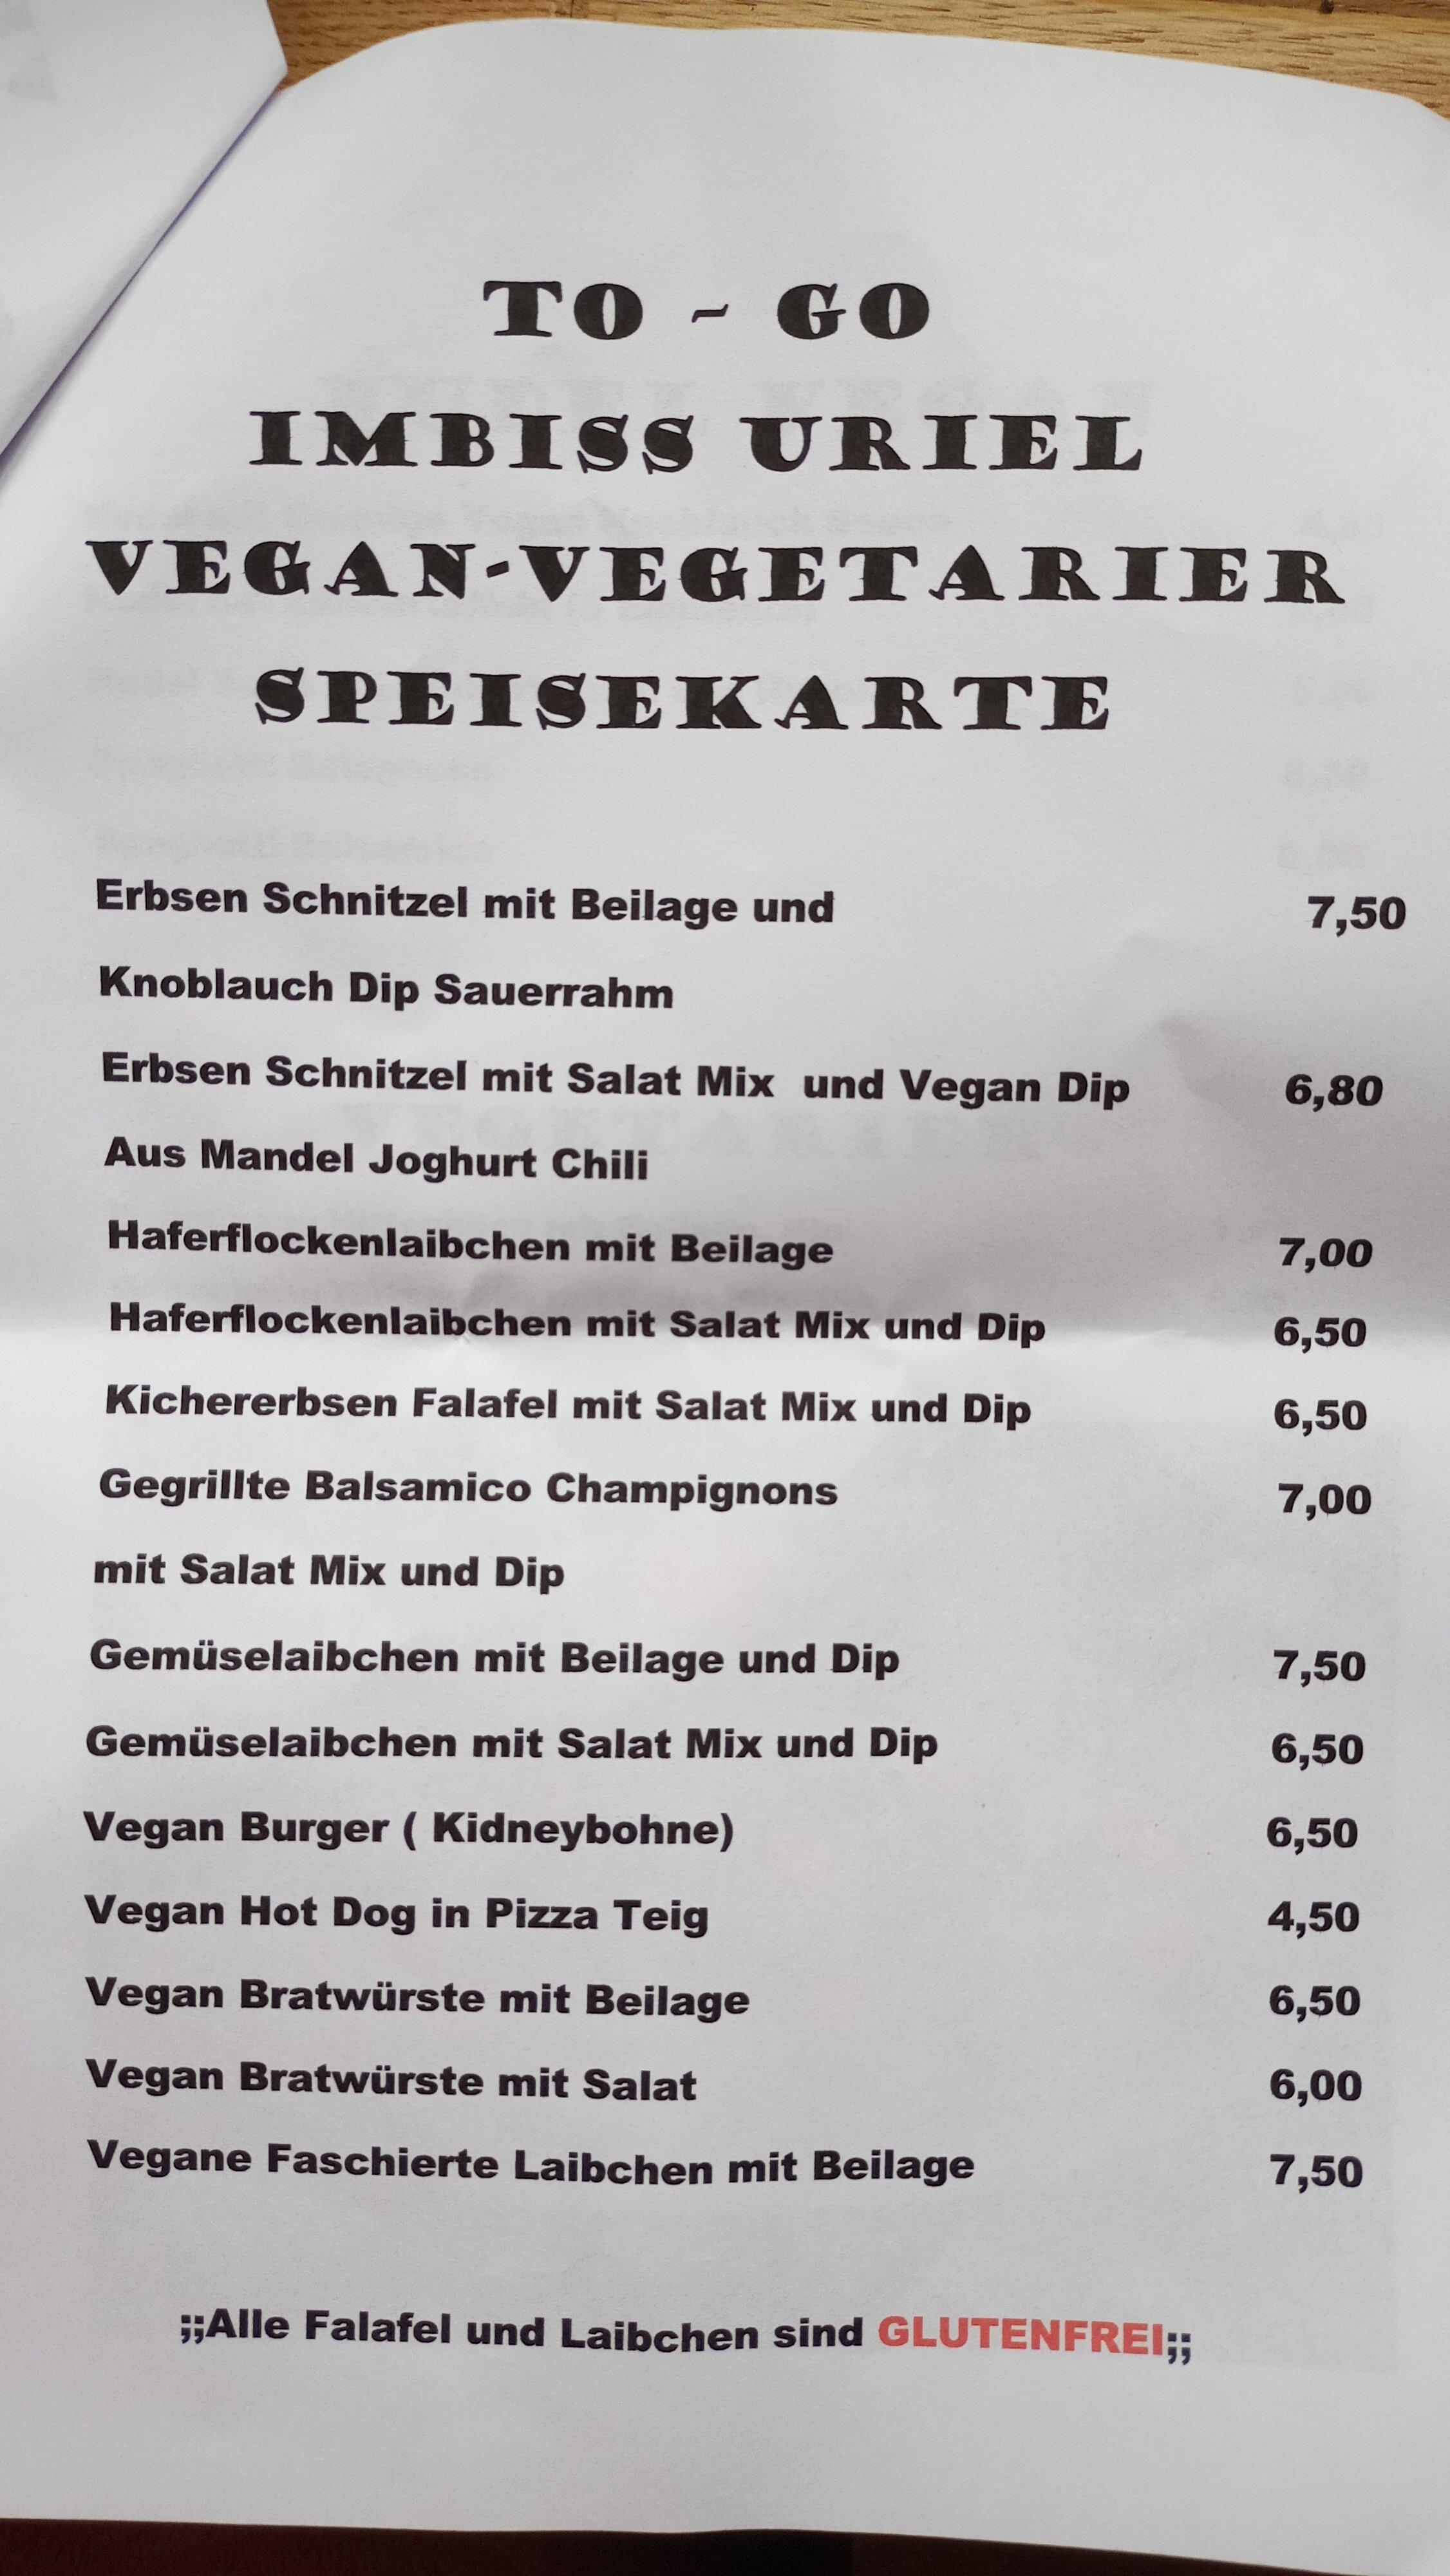 TO - GO
IMBISS URIEL
VEGAN-VEGETARIER
SPEISEKARTE
Erbsen Schnitzel mit Beilage und 7,50
Knoblauch Dip Sauerrahm
Erbsen Schnitzel mit Salat Mix und Vegan Dip 6,80
Aus Mandel Joghurt Chili
Haferflockenlaibchen mit Beilage 7,00
Haferflockenlaibchen mit Salat Mix und Dip 6,50
Kichererbsen Falafel mit Salat Mix und Dip 6,50
Gegrillte Balsamico Champignons 7,00
mit Salat Mix und Dip
Gemüselaibchen mit Beilage und Dip 7,50
Gemüselaibchen mit Salat Mix und Dip 6,50
Vegan Burger ( Kidneybohne) 6,50
Vegan Hot Dog in Pizza Teig 4,50
Vegan Bratwürste mit Beilage 6,50
Vegan Bratwürste mit Salat 6,00
Vegane Faschierte Laibchen mit Beilage 7,50
;;Alle Falafel und Laibchen sind GLUTENFREI;;